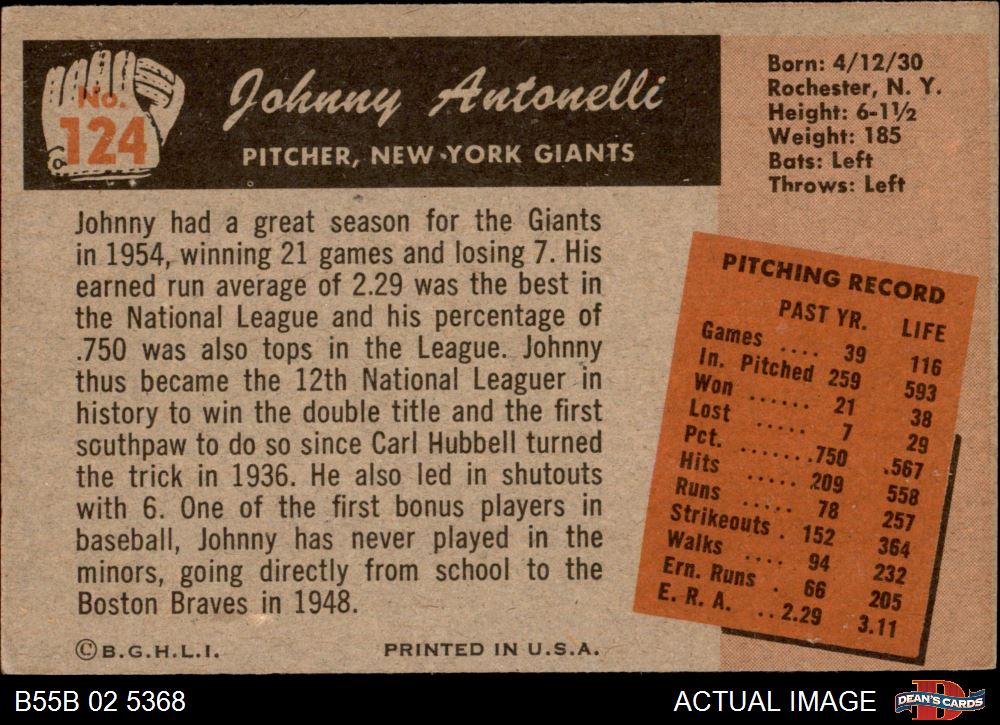 No.
124
Johnny Antonelli
PITCHER, NEW YORK GIANTS
Born: 4/12/30
Rochester, N. Y.
Height: 6-1½
Weight: 185
Bats: Left
Throws: Left
Johnny had a great season for the Giants
in 1954, winning 21 games and losing 7. His
earned run average of 2.29 was the best in
the National League and his percentage of
.750 was also tops in the League. Johnny
thus became the 12th National Leaguer in
history to win the double title and the first
southpaw to do so since Carl Hubbell turned
the trick in 1936. He also led in shutouts
with 6. One of the first bonus players in
baseball, Johnny has never played in the
minors, going directly from school to the
Boston Braves in 1948.
PITCHING RECORD
PAST YR. LIFE
Games .... 39 116
In. Pitched 259 593
Won ...... 21 38
Lost ..... 7 29
Pct. .......750 .567
Hits ..... 209 558
Runs ..... 78 257
Strikeouts . 152 364
Walks .... 94 232
Ern. Runs . 66 205
E. R. A. .. 2.29 3.11
© B.G.H.L.I. PRINTED IN U.S.A.
B55B 02 5368 ACTUAL IMAGE
D
DEAN'S CARDS